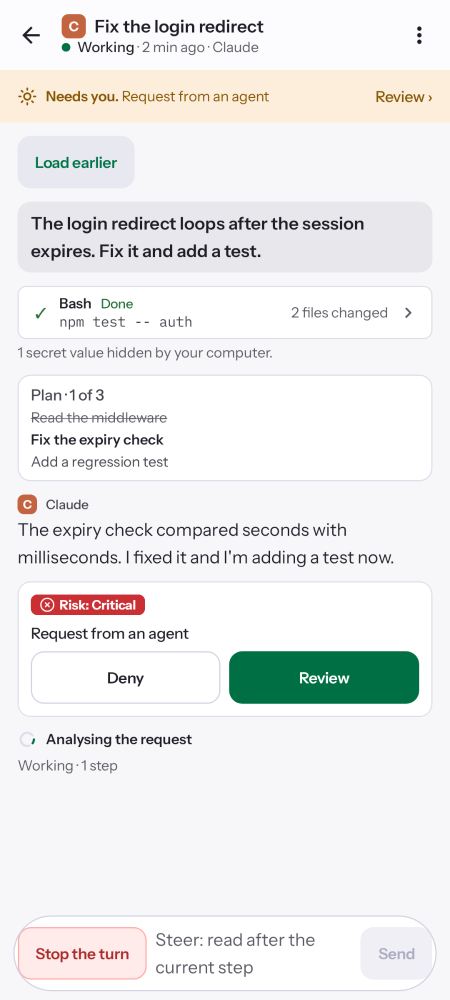 C Fix the login redirect
Working · 2 min ago · Claude
Needs you. Request from an agent Review ›
Load earlier
The login redirect loops after the session
expires. Fix it and add a test.
✓ Bash Done
npm test -- auth
2 files changed
1 secret value hidden by your computer.
Plan · 1 of 3
Read the middleware
Fix the expiry check
Add a regression test
C Claude
The expiry check compared seconds with
milliseconds. I fixed it and I'm adding a test now.
Risk: Critical
Request from an agent
Deny Review
Analysing the request
Working · 1 step
Stop the turn
Steer: read after the
current step
Send